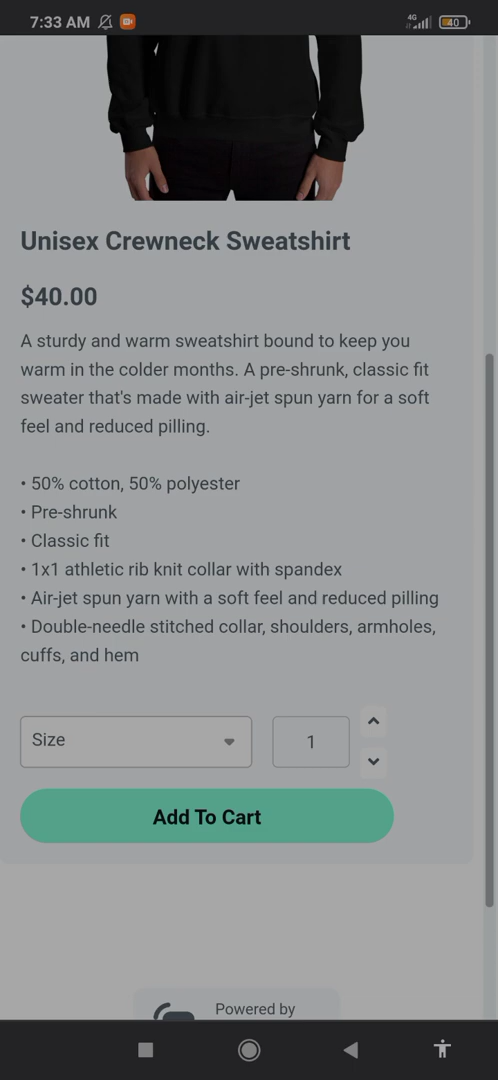 7:33 AM
4G
40
Unisex Crewneck Sweatshirt
$40.00
A sturdy and warm sweatshirt bound to keep you
warm in the colder months. A pre-shrunk, classic fit
sweater that's made with air-jet spun yarn for a soft
feel and reduced pilling.
• 50% cotton, 50% polyester
• Pre-shrunk
• Classic fit
• 1x1 athletic rib knit collar with spandex
• Air-jet spun yarn with a soft feel and reduced pilling
• Double-needle stitched collar, shoulders, armholes,
cuffs, and hem
Size
1
Add To Cart
Powered by